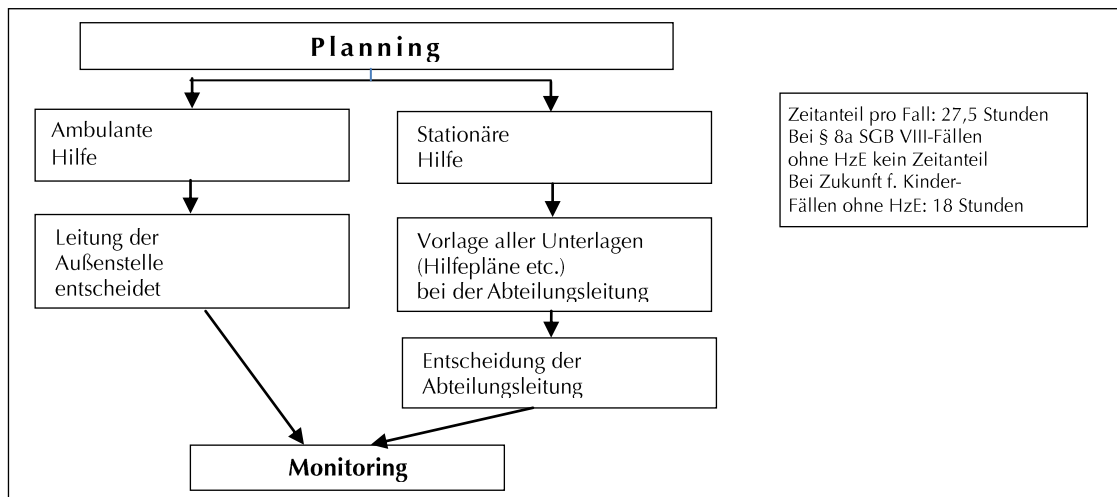 Planning
Ambulante
Hilfe
Stationäre
Hilfe
Zeitanteil pro Fall: 27,5 Stunden
Bei § 8a SGB VIII-Fällen
ohne HzE kein Zeitanteil
Bei Zukunft f. Kinder-
Fällen ohne HzE: 18 Stunden
Leitung der
Außenstelle
entscheidet
Vorlage aller Unterlagen
(Hilfepläne etc.)
bei der Abteilungsleitung
Entscheidung der
Abteilungsleitung
Monitoring